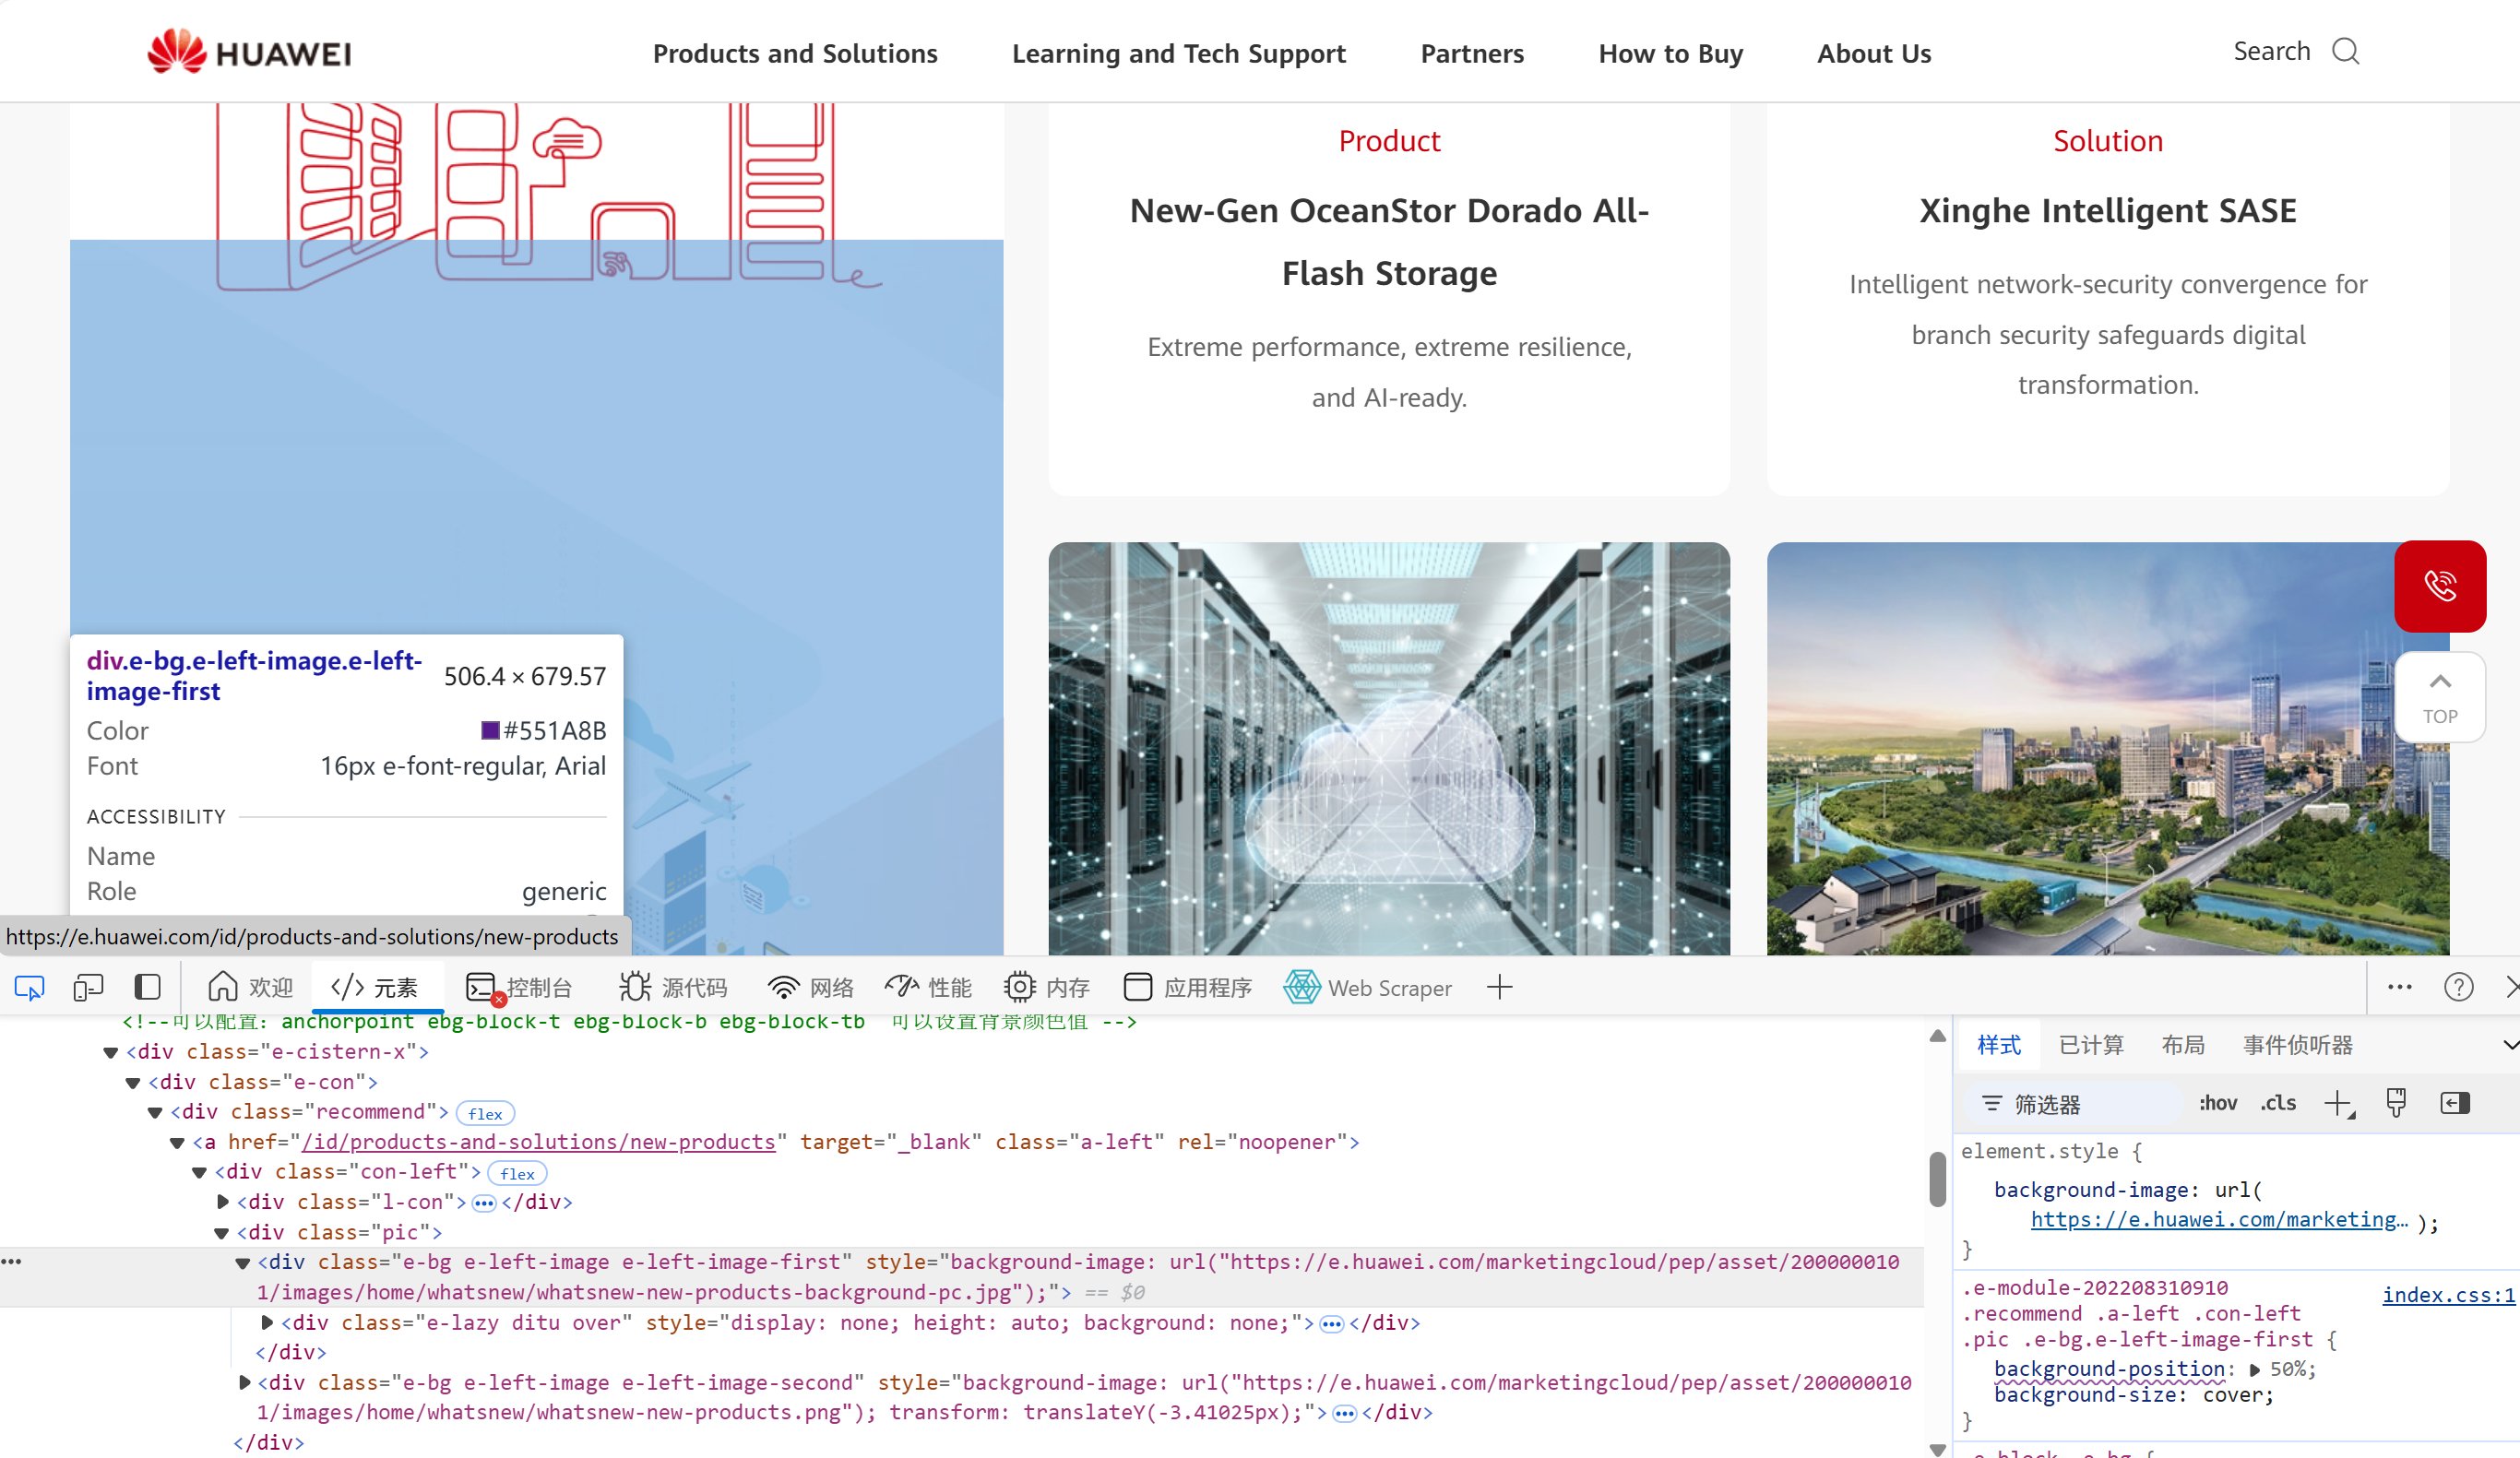 HUAWEI
Products and Solutions
Learning and Tech Support
Partners
How to Buy
About Us
Search
Product
New-Gen OceanStor Dorado All-
Flash Storage
Extreme performance, extreme resilience,
and AI-ready.
Solution
Xinghe Intelligent SASE
Intelligent network-security convergence for
branch security safeguards digital
transformation.
TOP
div.e-bg.e-left-image.e-left-
image-first
506.4 × 679.57
Color #551A8B
Font 16px e-font-regular, Arial
ACCESSIBILITY
Name
Role generic
https://e.huawei.com/id/products-and-solutions/new-products
欢迎
</> 元素
控制台
源代码
网络
性能
内存
应用程序
Web Scraper
<!--可以配置: anchorpoint ebg-block-t ebg-block-b ebg-block-tb 可以设置背景颜色值 -->
<div class="e-cistern-x">
<div class="e-con">
<div class="recommend"> flex
<a href="/id/products-and-solutions/new-products" target="_blank" class="a-left" rel="noopener">
<div class="con-left"> flex
<div class="l-con">…</div>
<div class="pic">
<div class="e-bg e-left-image e-left-image-first" style="background-image: url("https://e.huawei.com/marketingcloud/pep/asset/200000010
1/images/home/whatsnew/whatsnew-new-products-background-pc.jpg");"> == $0
<div class="e-lazy ditu over" style="display: none; height: auto; background: none;">…</div>
</div>
<div class="e-bg e-left-image e-left-image-second" style="background-image: url("https://e.huawei.com/marketingcloud/pep/asset/200000010
1/images/home/whatsnew/whatsnew-new-products.png"); transform: translateY(-3.41025px);">…</div>
</div>
样式
已计算
布局
事件侦听器
筛选器
:hov
.cls
element.style {
background-image: url(
https://e.huawei.com/marketing… );
}
.e-module-202208310910
index.css:1
.recommend .a-left .con-left
.pic .e-bg.e-left-image-first {
background-position: 50%;
background-size: cover;
}